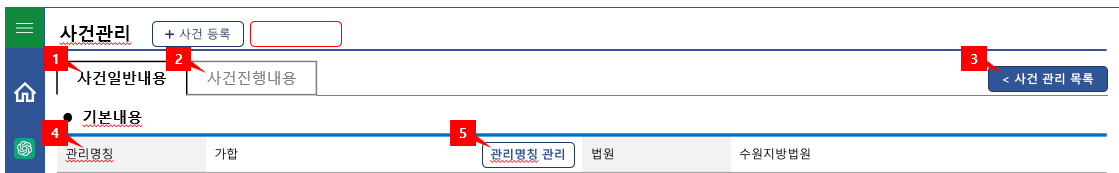 사건관리 + 사건 등록
1 2 3
사건일반내용 사건진행내용 < 사건 관리 목록
● 기본내용
4 5
관리명칭 가합 관리명칭 관리 법원 수원지방법원